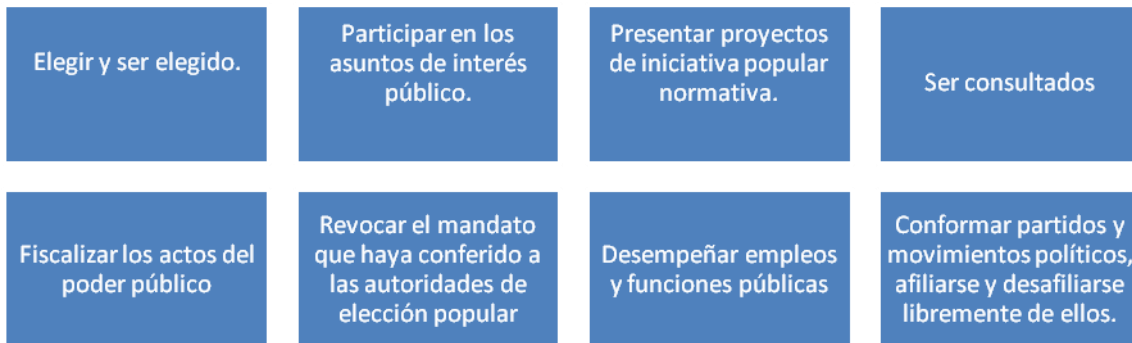 Elegir y ser elegido.
Participar en los
asuntos de interés
público.
Presentar proyectos
de iniciativa popular
normativa.
Ser consultados
Fiscalizar los actos del
poder público
Revocar el mandato
que haya conferido a
las autoridades de
elección popular
Desempeñar empleos
y funciones públicas
Conformar partidos y
movimientos políticos,
afiliarse y desafiliarse
libremente de ellos.